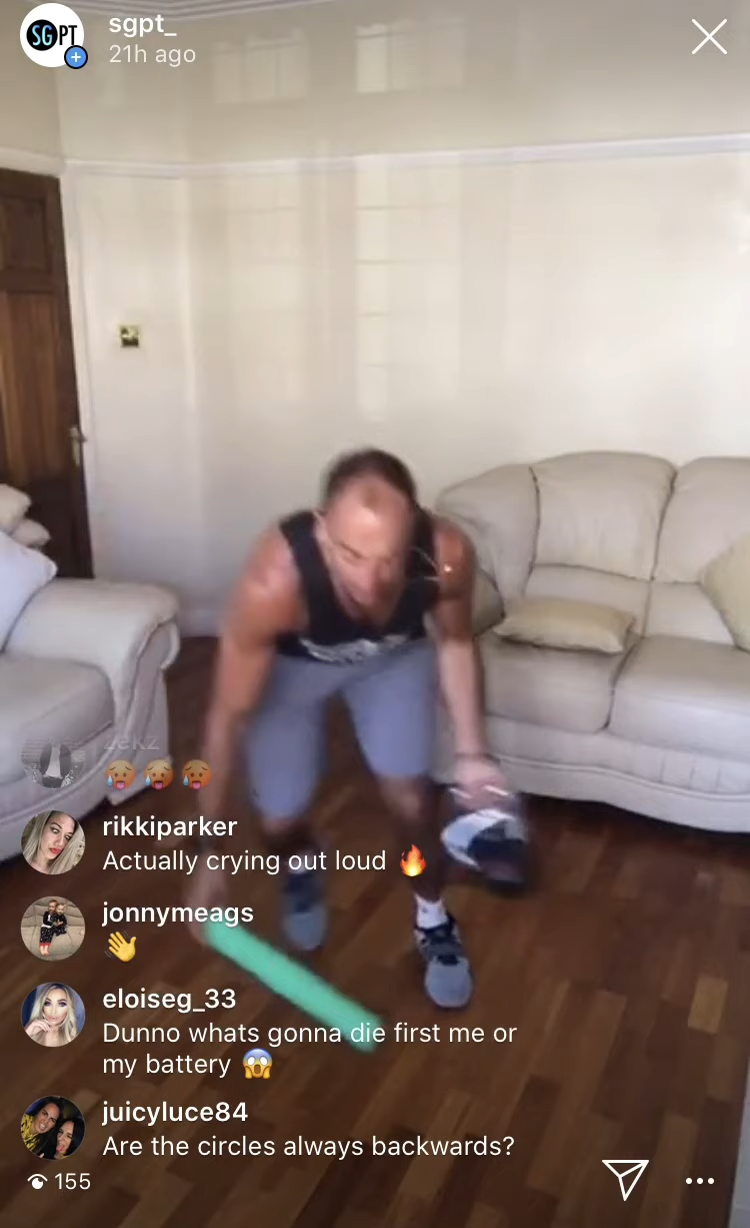 SGPT
sgpt_
21h ago
zekz
🥵🥵🥵
rikkiparker
Actually crying out loud 🔥
jonnymeags
👋
eloiseg_33
Dunno whats gonna die first me or
my battery 😱
juicyluce84
Are the circles always backwards?
155